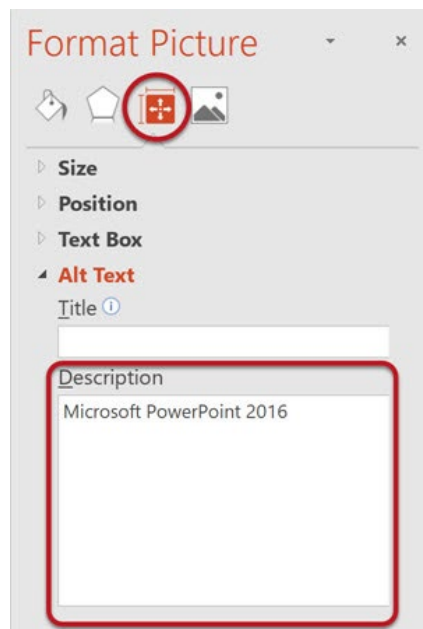 Format Picture
Size
Position
Text Box
Alt Text
Title
Description
Microsoft PowerPoint 2016